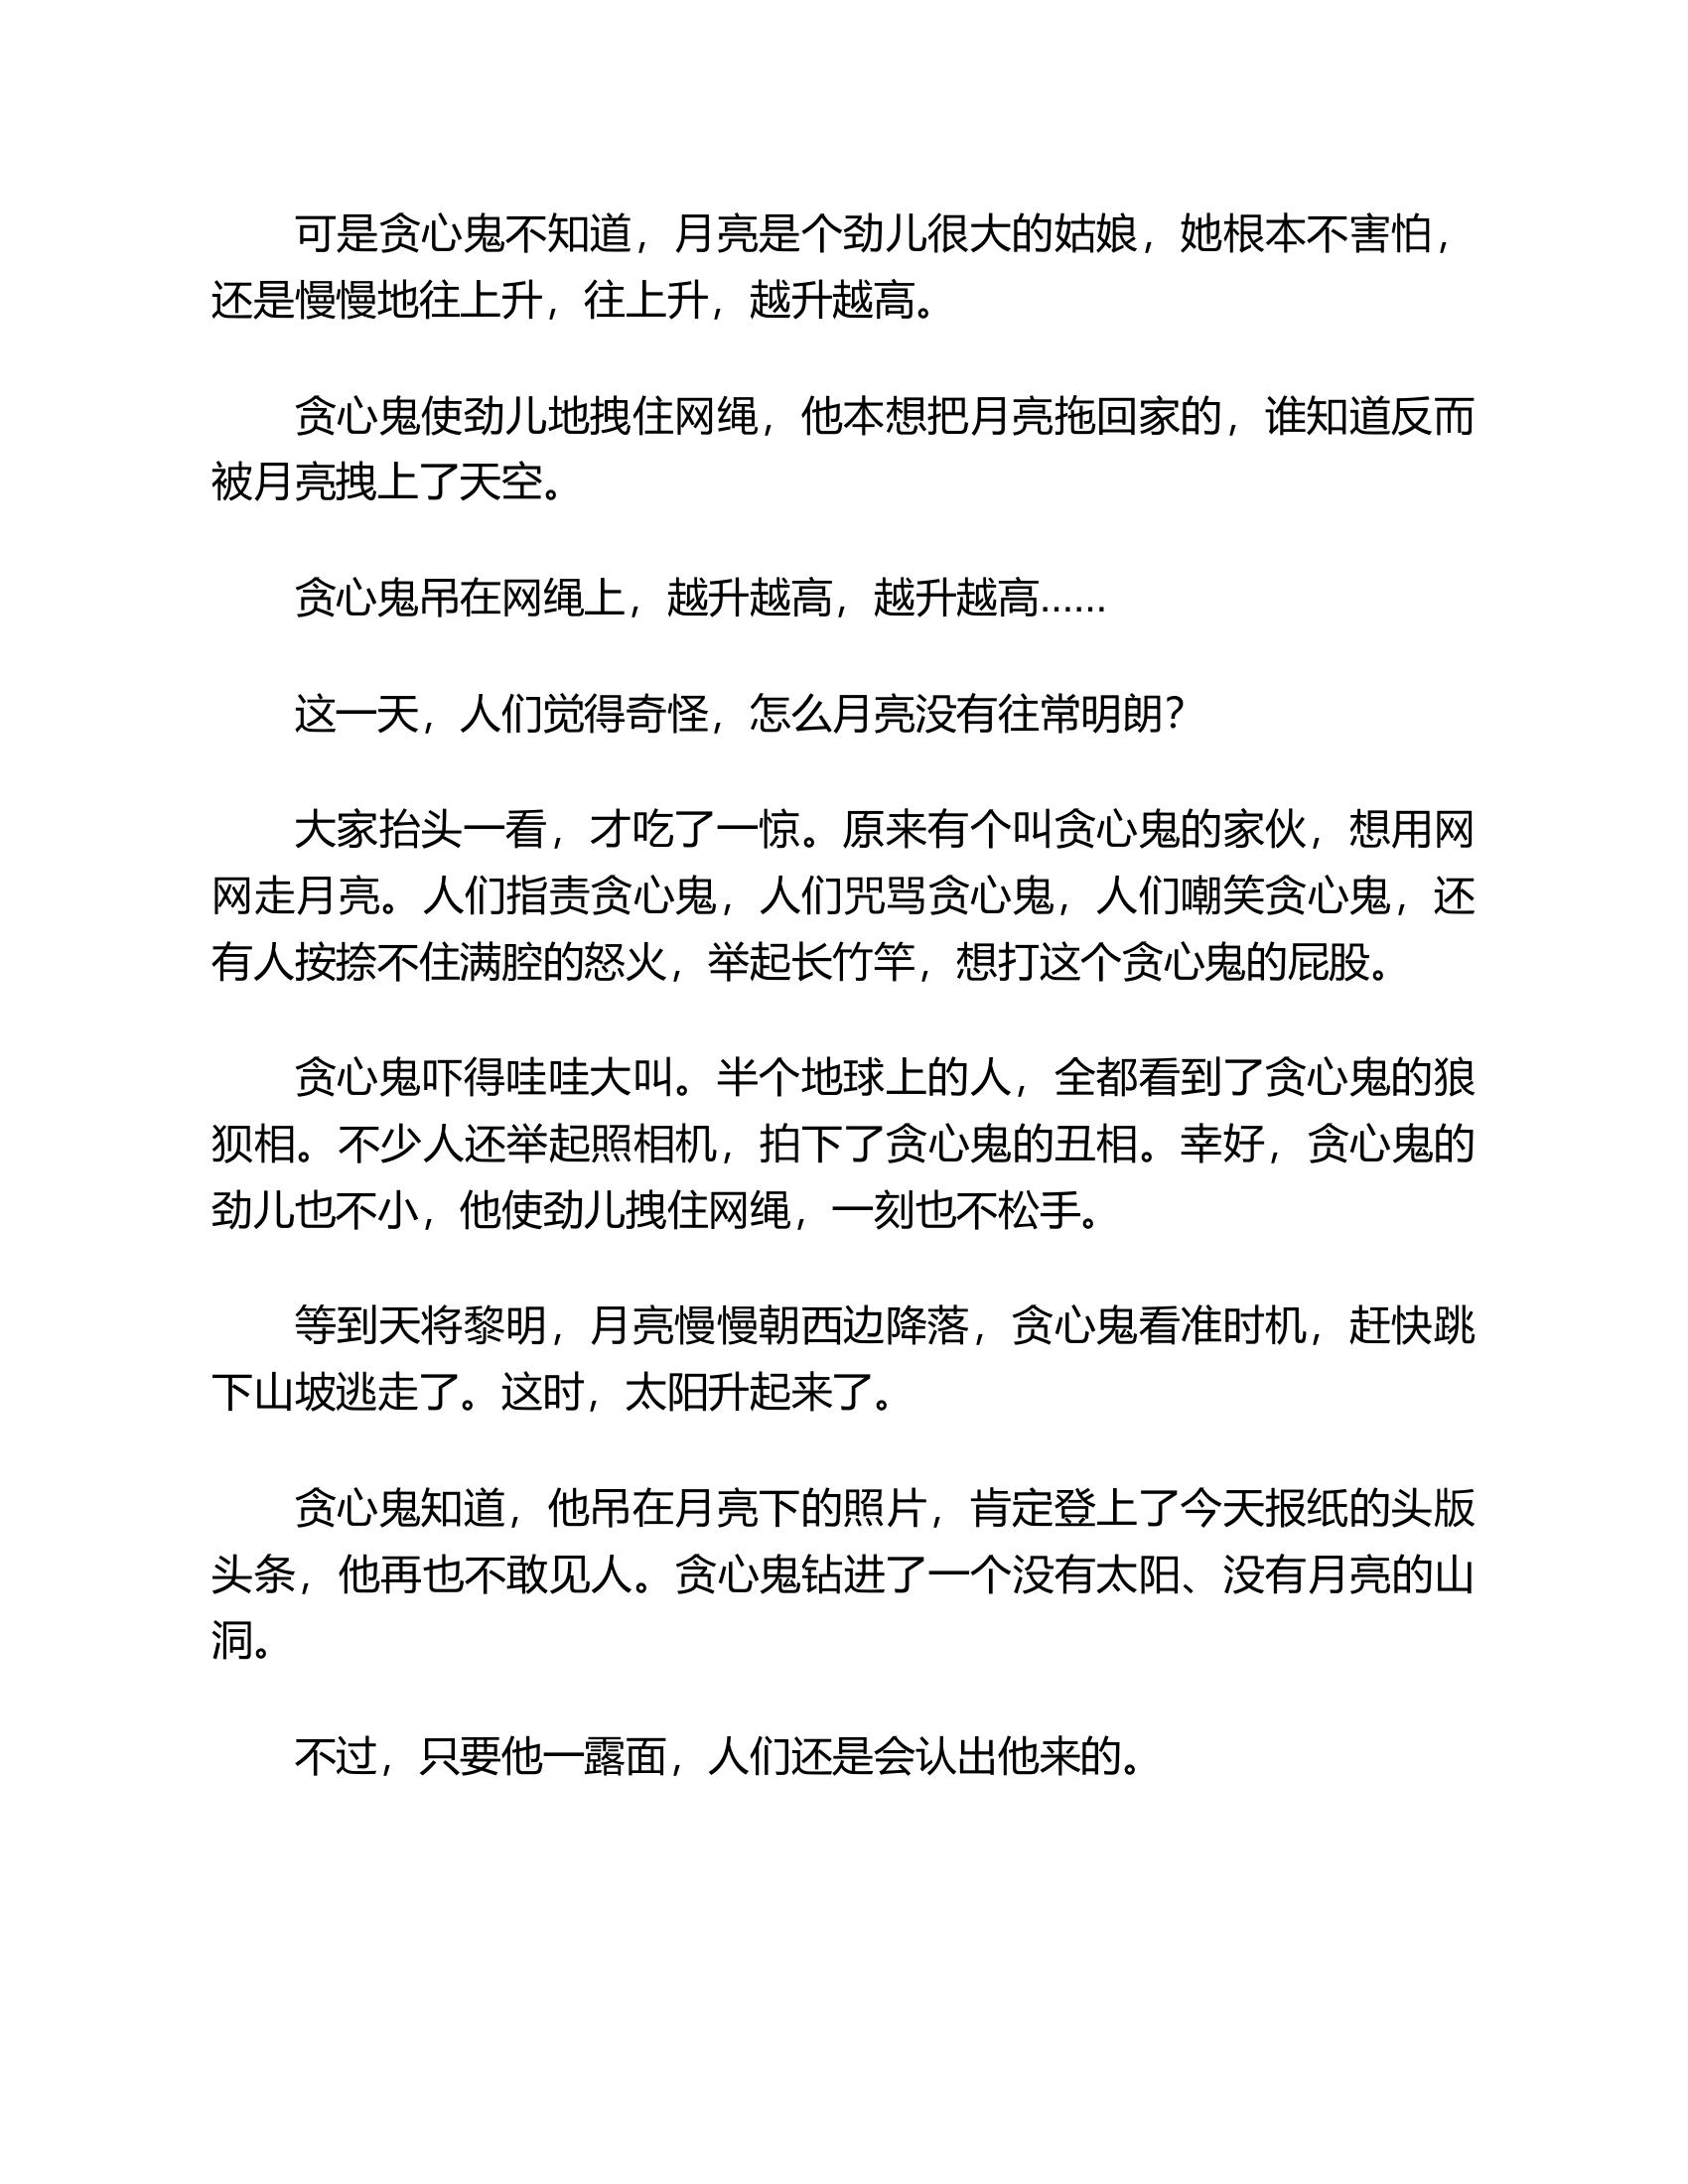 可是贪心鬼不知道，月亮是个劲儿很大的姑娘，她根本不害怕，
还是慢慢地往上升，往上升，越升越高。
贪心鬼使劲儿地拽住网绳，他本想把月亮拖回家的，谁知道反而
被月亮拽上了天空。
贪心鬼吊在网绳上，越升越高，越升越高……
这一天，人们觉得奇怪，怎么月亮没有往常明朗？
大家抬头一看，才吃了一惊。原来有个叫贪心鬼的家伙，想用网
网走月亮。人们指责贪心鬼，人们咒骂贪心鬼，人们嘲笑贪心鬼，还
有人按捺不住满腔的怒火，举起长竹竿，想打这个贪心鬼的屁股。
贪心鬼吓得哇哇大叫。半个地球上的人，全都看到了贪心鬼的狼
狈相。不少人还举起照相机，拍下了贪心鬼的丑相。幸好，贪心鬼的
劲儿也不小，他使劲儿拽住网绳，一刻也不松手。
等到天将黎明，月亮慢慢朝西边降落，贪心鬼看准时机，赶快跳
下山坡逃走了。这时，太阳升起来了。
贪心鬼知道，他吊在月亮下的照片，肯定登上了今天报纸的头版
头条，他再也不敢见人。贪心鬼钻进了一个没有太阳、没有月亮的山
洞。
不过，只要他一露面，人们还是会认出他来的。